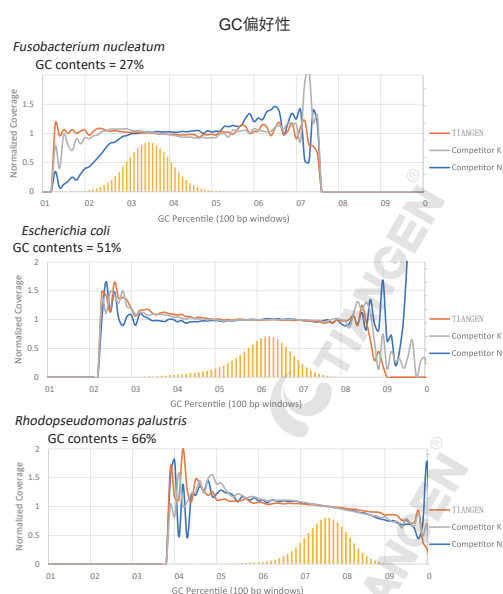 GC偏好性
Fusobacterium nucleatum
GC contents = 27%
Normalized Coverage
1.5
1
0.5
0
01 02 03 04 05 06 07 08 09 0
GC Percentile (100 bp windows)
TIANGEN
Competitor K
Competitor N
Escherichia coli
GC contents = 51%
Normalized Coverage
2
1.5
1
0.5
0
01 02 03 04 05 06 07 08 09 0
GC Percentile (100 bp windows)
TIANGEN
Competitor K
Competitor N
TIANGEN®
Rhodopseudomonas palustris
GC contents = 66%
Normalized Coverage
2
1.5
1
0.5
0
01 02 03 04 05 06 07 08 09 0
GC Percentile (100 bp windows)
TIANGEN
Competitor K
Competitor N
ANGEN®